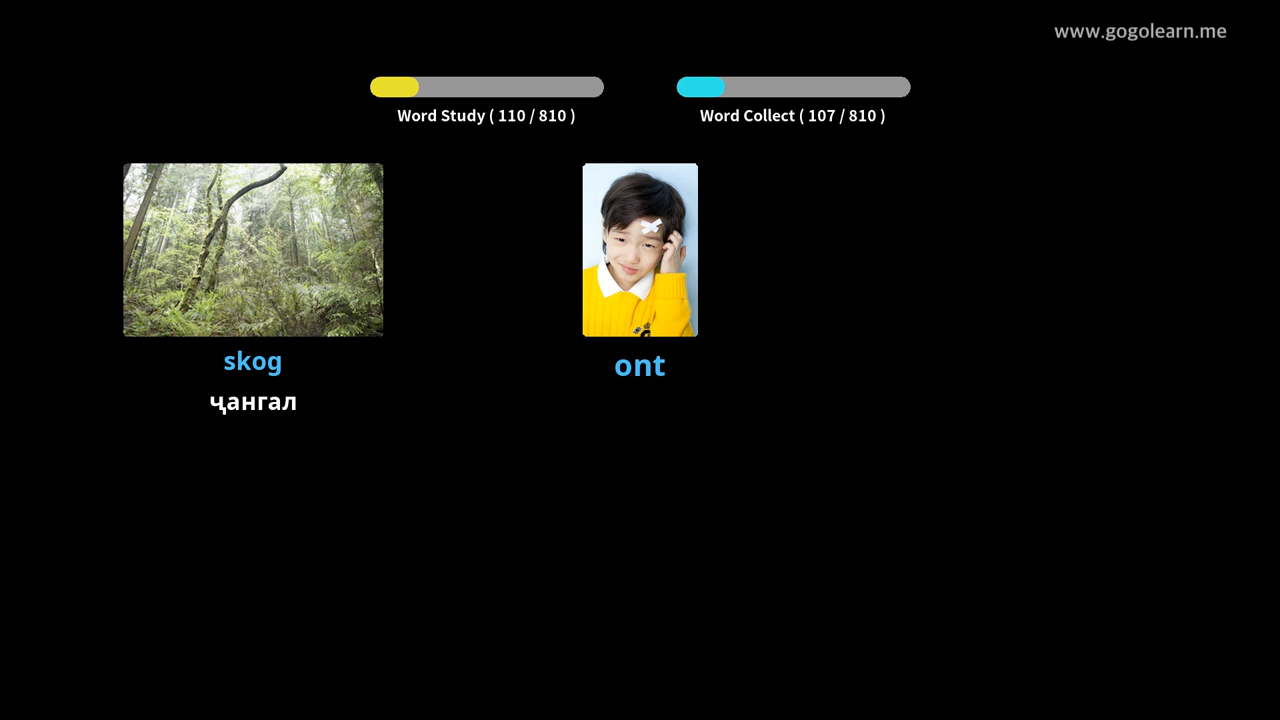 www.gogolearn.me
Word Study ( 110 / 810 )
Word Collect ( 107 / 810 )
skog
ҷангал
ont